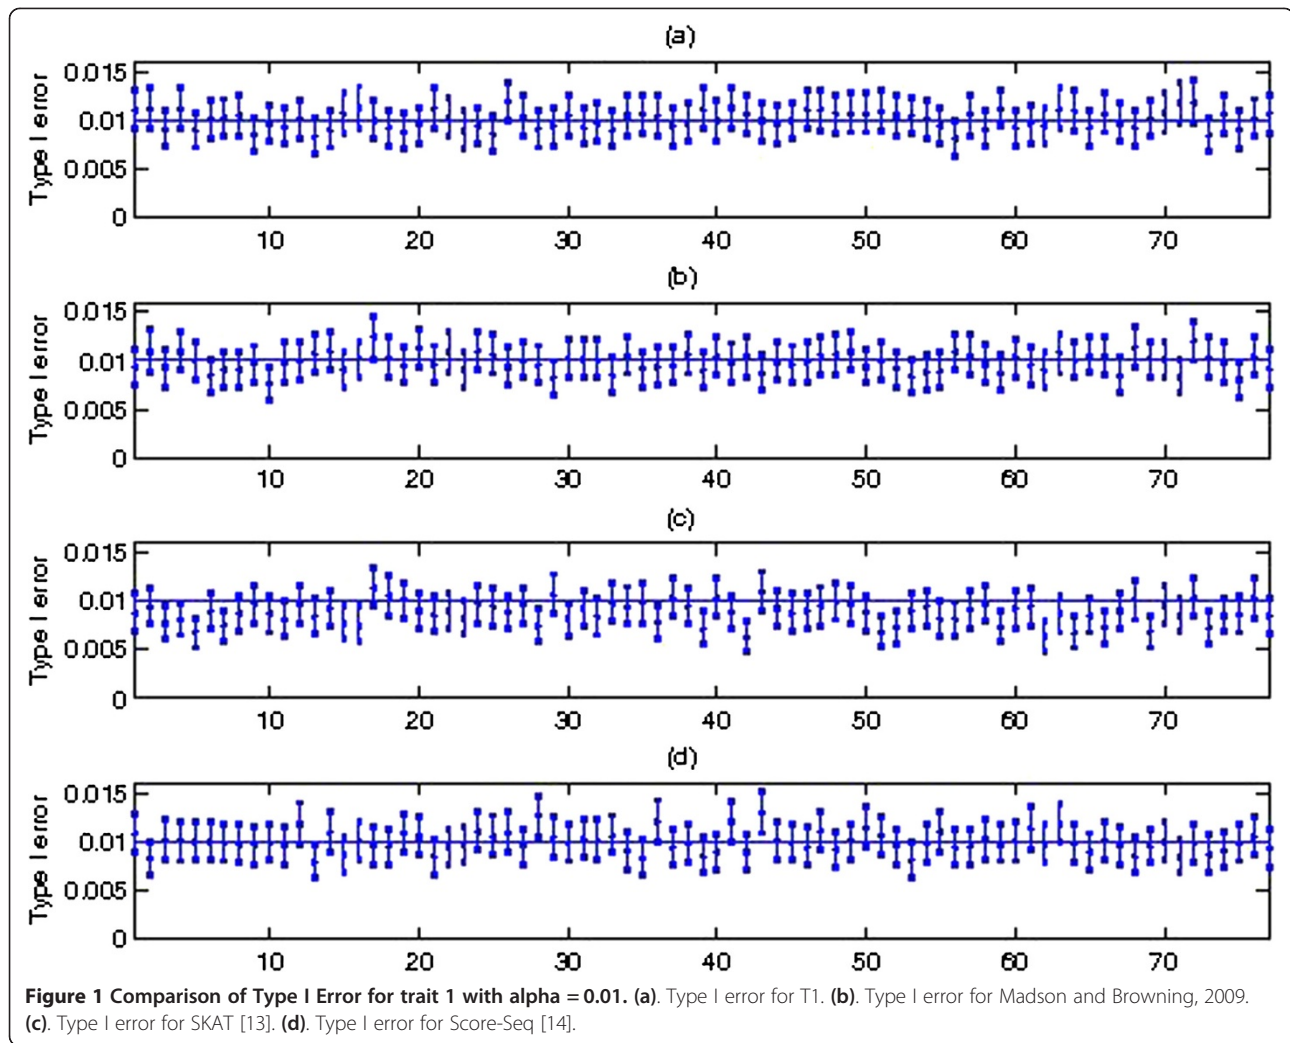 (a)
Type I error
0.015
0.01
0.005
0
10 20 30 40 50 60 70
(b)
Type I error
0.015
0.01
0.005
0
10 20 30 40 50 60 70
(c)
Type I error
0.015
0.01
0.005
0
10 20 30 40 50 60 70
(d)
Type I error
0.015
0.01
0.005
0
10 20 30 40 50 60 70
Figure 1 Comparison of Type I Error for trait 1 with alpha = 0.01. (a). Type I error for T1. (b). Type I error for Madson and Browning, 2009.
(c). Type I error for SKAT [13]. (d). Type I error for Score-Seq [14].